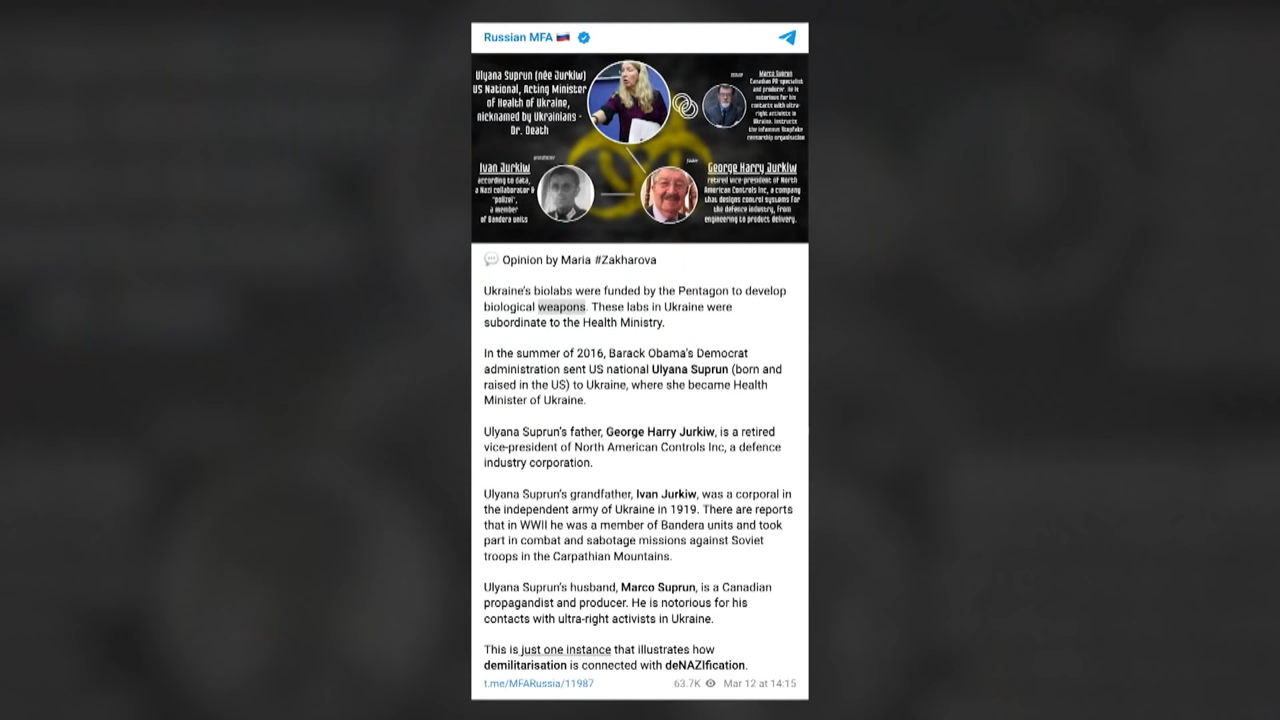 Russian MFA
Ulyana Suprun (née Jurkiw)
US National, Acting Minister
of Health of Ukraine,
nicknamed by Ukrainians -
Dr. Death
Marco Suprun
Canadian PR-specialist
and producer. He is
notorious for his
contacts with ultra-
right activists in
Ukraine. Instructs
the infamous StopFake
censorship organisation
grandfather
Ivan Jurkiw
according to data,
a Nazi collaborator &
"polizei",
a member
of Bandera units
father
George Harry Jurkiw
retired vice-president of North
American Controls Inc, a company
that designs control systems for
the defence industry, from
engineering to product delivery.
Opinion by Maria #Zakharova
Ukraine's biolabs were funded by the Pentagon to develop
biological weapons. These labs in Ukraine were
subordinate to the Health Ministry.
In the summer of 2016, Barack Obama's Democrat
administration sent US national Ulyana Suprun (born and
raised in the US) to Ukraine, where she became Health
Minister of Ukraine.
Ulyana Suprun's father, George Harry Jurkiw, is a retired
vice-president of North American Controls Inc, a defence
industry corporation.
Ulyana Suprun's grandfather, Ivan Jurkiw, was a corporal in
the independent army of Ukraine in 1919. There are reports
that in WWII he was a member of Bandera units and took
part in combat and sabotage missions against Soviet
troops in the Carpathian Mountains.
Ulyana Suprun's husband, Marco Suprun, is a Canadian
propagandist and producer. He is notorious for his
contacts with ultra-right activists in Ukraine.
This is just one instance that illustrates how
demilitarisation is connected with deNAZIfication.
t.me/MFARussia/11987 63.7K Mar 12 at 14:15